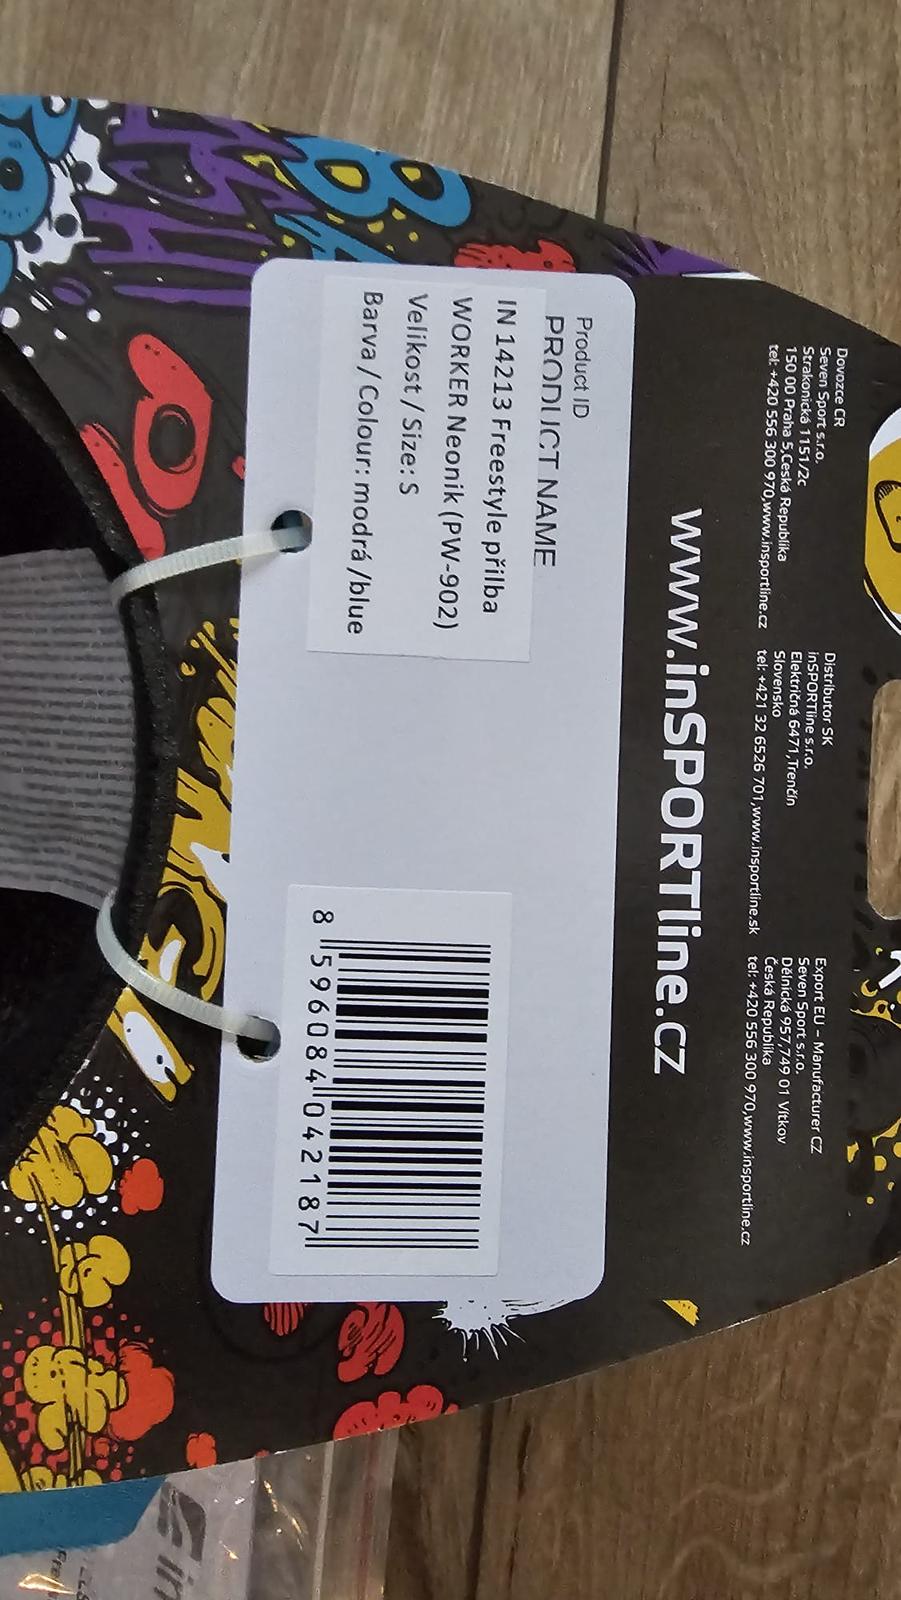 Dovozce CR
Seven Sport s.r.o.
Strakonická 1151/2c
150 00 Praha 5,Česká Republika
tel: +420 556 300 970,www.insportline.cz
Distributor SK
inSPORTline s.r.o.
Električná 6471,Trenčín
Slovensko
tel: +421 32 6526 701,www.insportline.sk
Export EU – Manufacturer CZ
Seven Sport s.r.o.
Dělnická 957,749 01 Vítkov
Česká Republika
tel: +420 556 300 970,www.insportline.cz
www.inSPORTline.cz
Product ID
PRODUCT NAME
IN 14213 Freestyle přilba
WORKER Neonik (PW-902)
Velikost / Size: S
Barva / Colour: modrá /blue
8 596084 042187